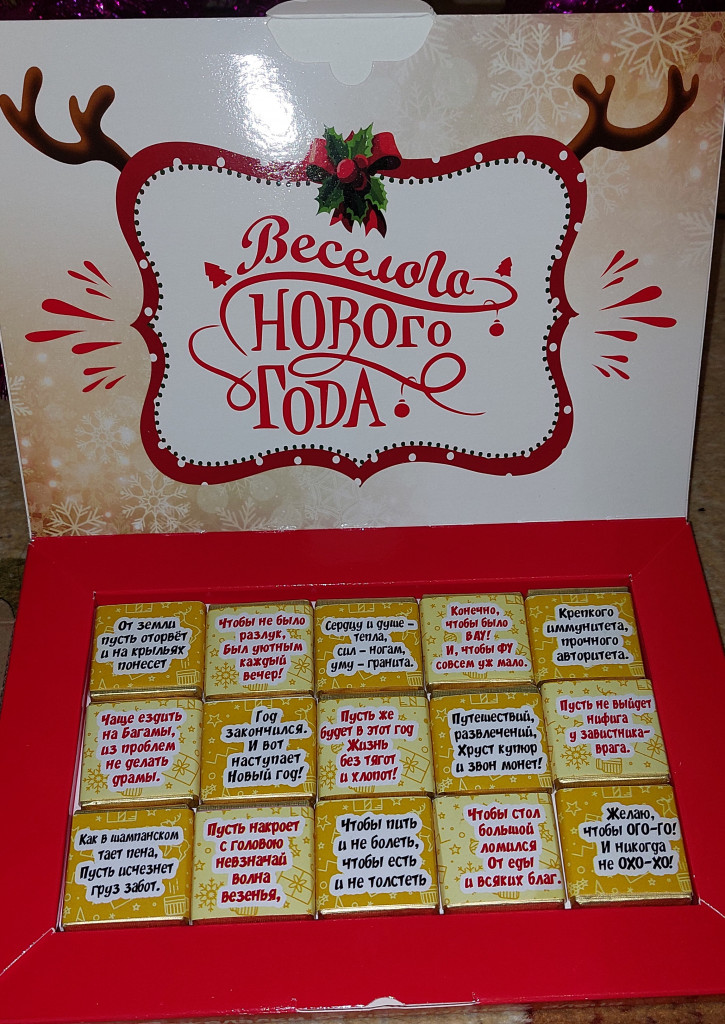 Весёлого
НОВОГО
ГОДА
От земли
пусть оторвёт
и на крыльях
понесет
Чтобы не было
разлук,
Был уютным
каждый
вечер!
Сердцу и душе –
тепла,
сил – ногам,
уму – гранита.
Конечно,
чтобы было
ВАУ!
И, чтобы ФУ
совсем уж мало.
Крепкого
иммунитета,
прочного
авторитета.
Чаще ездить
на Багамы,
из проблем
не делать
драмы!
Год
закончился.
И вот
наступает
Новый год!
Пусть же
будет в этот год
Жизнь
без тягот
и хлопот!
Путешествий,
развлечений,
Хруст купюр
и звон монет!
Пусть не выйдет
нифига
у завистника-
врага.
Как в шампанском
тает пена,
Пусть исчезнет
груз забот.
Пусть накроет
с головою
невзначай
волна
везенья,
Чтобы пить
и не болеть,
чтобы есть
и не толстеть
Чтобы стол
большой
ломился
От еды
и всяких благ.
Желаю,
чтобы ОГО-ГО!
И никогда
не ОХО-ХО!